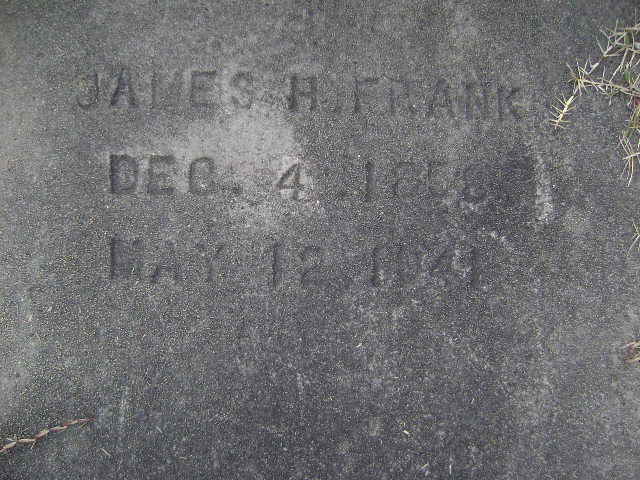 JAMES H. FRANK
DEC. 4, 
MAY 12, 1941